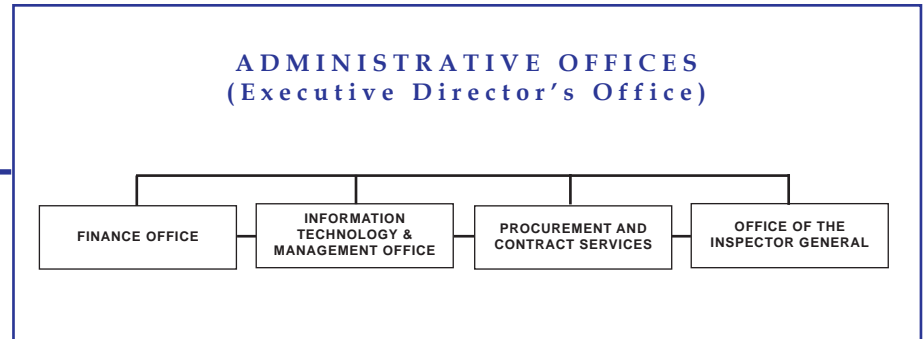 ADMINISTRATIVE OFFICES
(Executive Director's Office)
FINANCE OFFICE
INFORMATION
TECHNOLOGY &
MANAGEMENT OFFICE
PROCUREMENT AND
CONTRACT SERVICES
OFFICE OF THE
INSPECTOR GENERAL